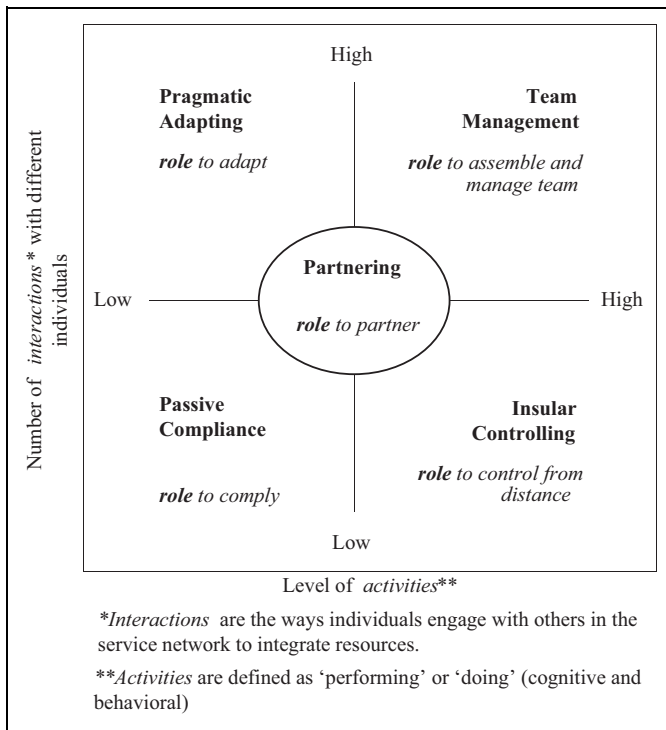 High
Pragmatic
Adapting
role to adapt
Team
Management
role to assemble and
manage team
Number of interactions* with different
individuals
Partnering
role to partner
Low
High
Passive
Compliance
role to comply
Insular
Controlling
role to control from
distance
Low
Level of activities**
*Interactions are the ways individuals engage with others in the
service network to integrate resources.
**Activities are defined as ‘performing’ or ‘doing’ (cognitive and
behavioral)